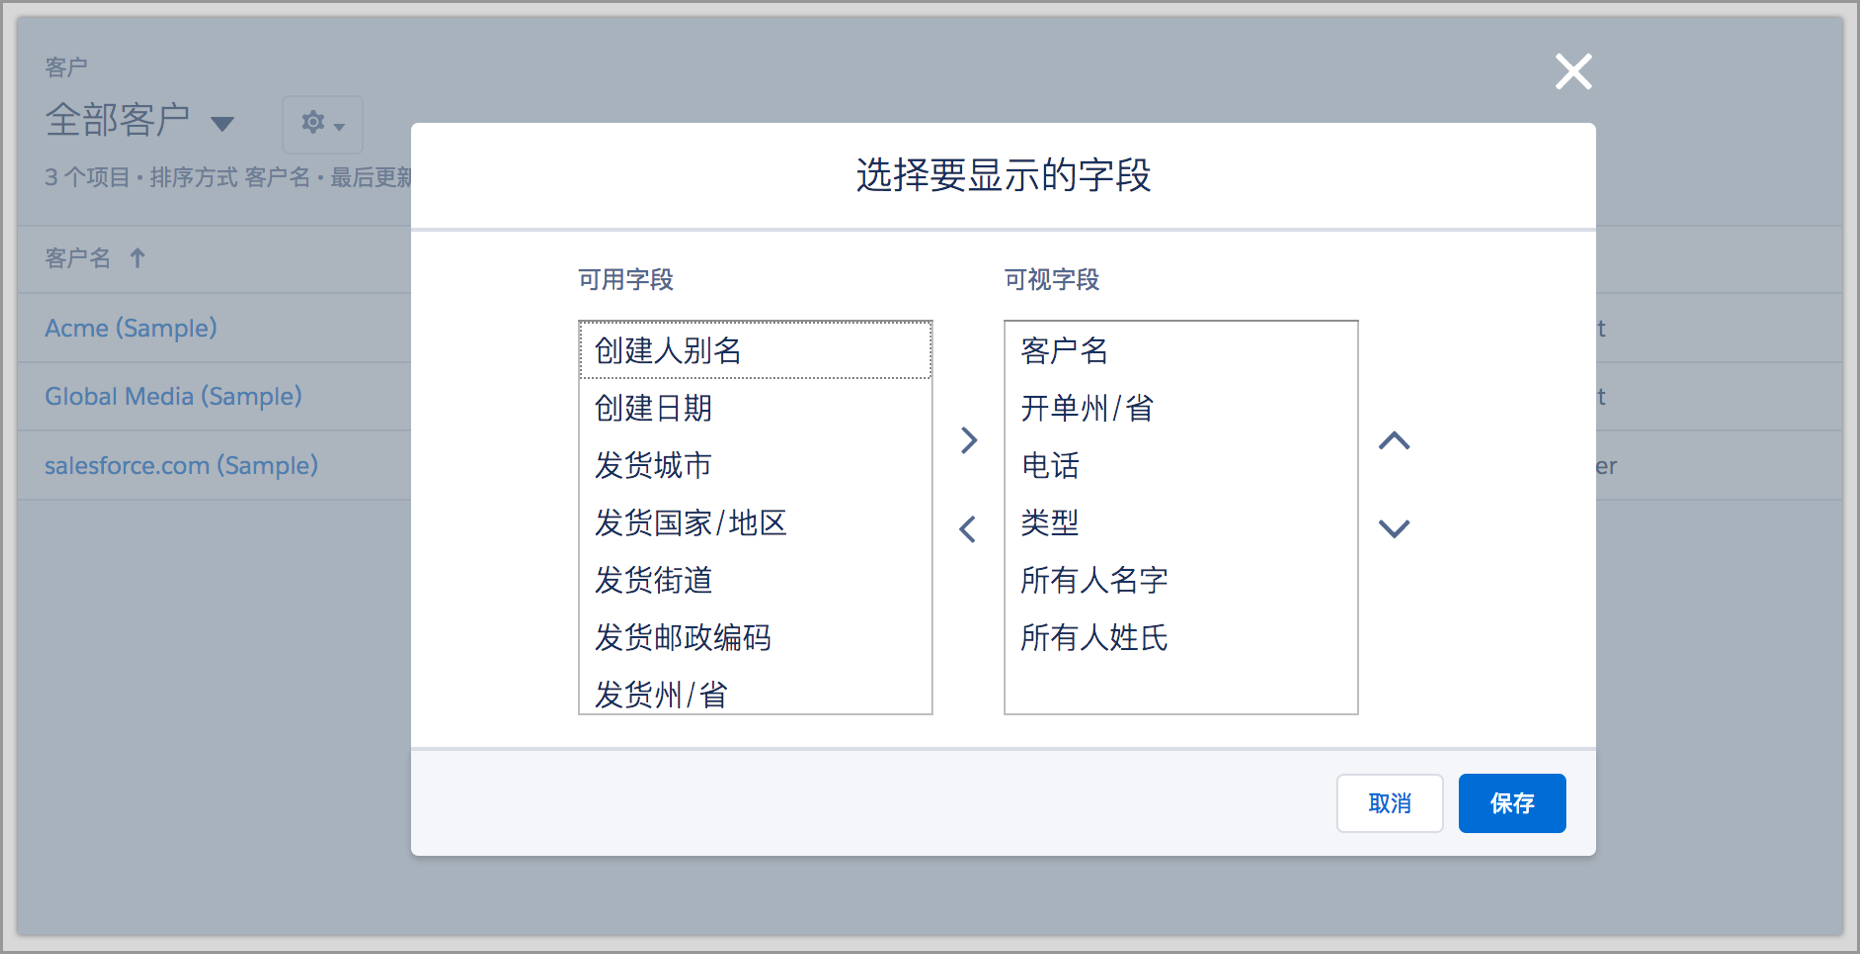 客户
全部客户
3 个项目 • 排序方式 客户名 • 最后更新
客户名
Acme (Sample)
Global Media (Sample)
salesforce.com (Sample)
选择要显示的字段
可用字段
创建人别名
创建日期
发货城市
发货国家/地区
发货街道
发货邮政编码
发货州/省
可视字段
客户名
开单州/省
电话
类型
所有人名字
所有人姓氏
t
t
er
取消
保存